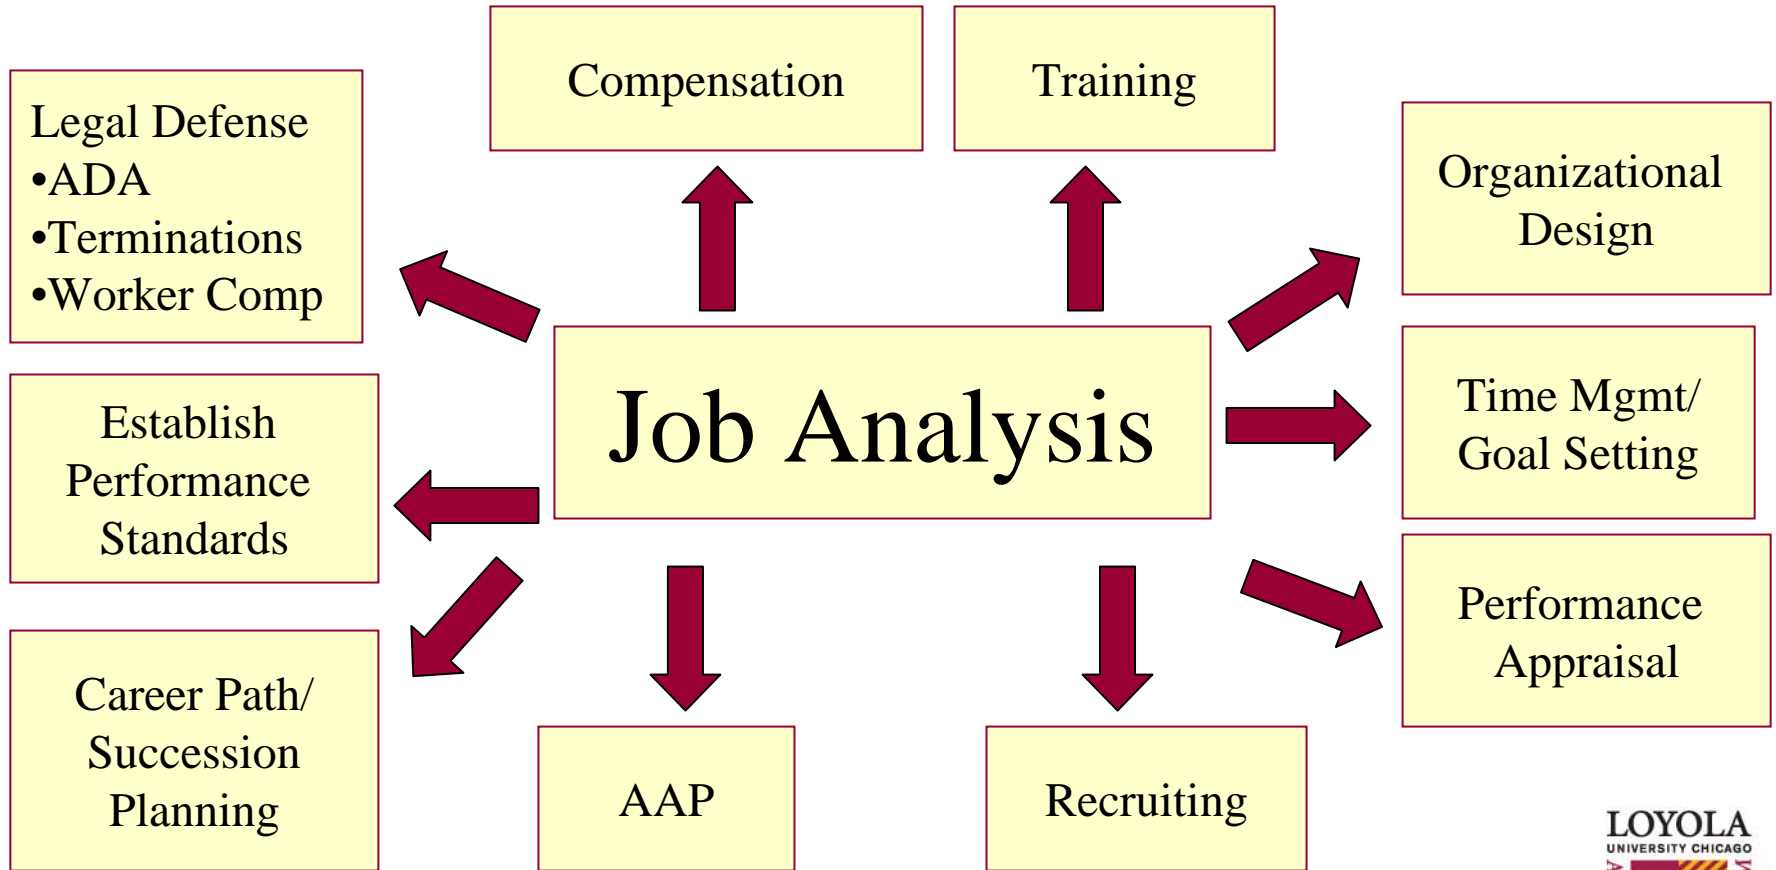 Compensation
Training
Legal Defense
•ADA
•Terminations
•Worker Comp
Organizational
Design
Job Analysis
Establish
Performance
Standards
Time Mgmt/
Goal Setting
Performance
Appraisal
Career Path/
Succession
Planning
AAP
Recruiting
LOYOLA
UNIVERSITY CHICAGO